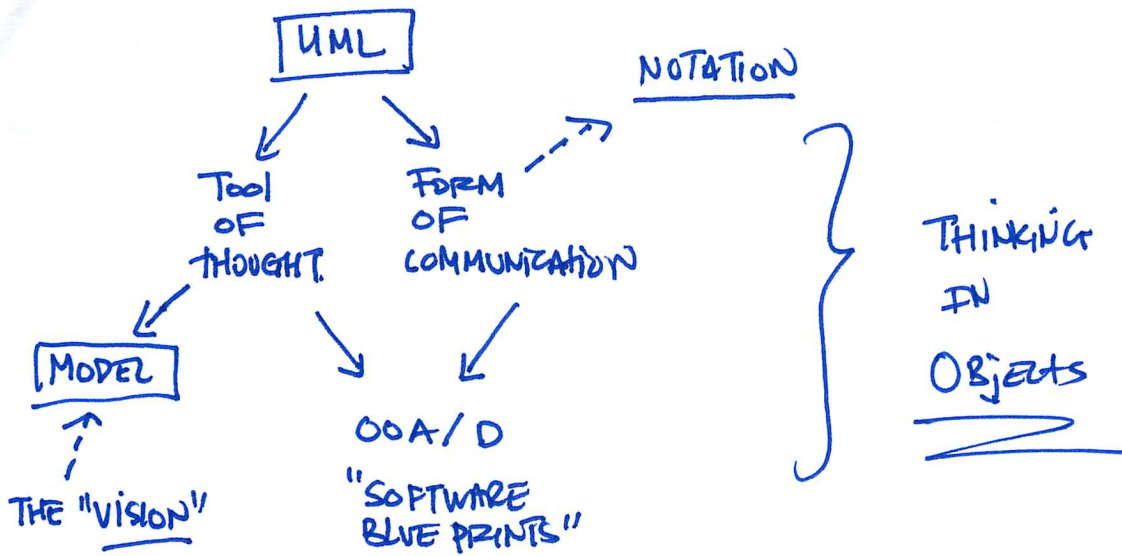 UML
NOTATION
Tool
OF
THOUGHT
FORM
OF
COMMUNICATION
MODEL
THE "VISION"
OOA/D
"SOFTWARE
BLUE PRINTS"
THINKING
IN
OBjECtS